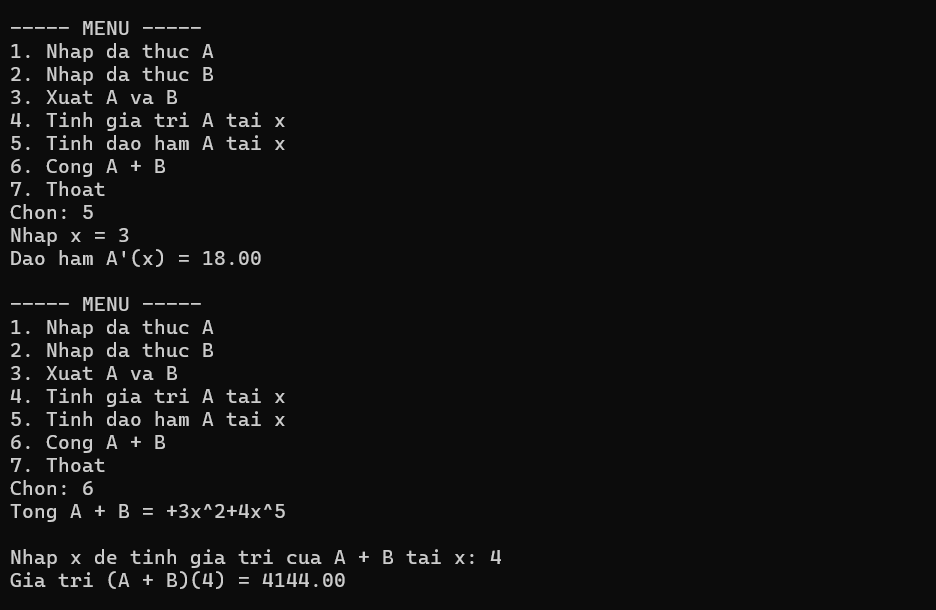 ----- MENU -----
1. Nhap da thuc A
2. Nhap da thuc B
3. Xuat A va B
4. Tinh gia tri A tai x
5. Tinh dao ham A tai x
6. Cong A + B
7. Thoat
Chon: 5
Nhap x = 3
Dao ham A'(x) = 18.00
----- MENU -----
1. Nhap da thuc A
2. Nhap da thuc B
3. Xuat A va B
4. Tinh gia tri A tai x
5. Tinh dao ham A tai x
6. Cong A + B
7. Thoat
Chon: 6
Tong A + B = +3x^2+4x^5
Nhap x de tinh gia tri cua A + B tai x: 4
Gia tri (A + B)(4) = 4144.00